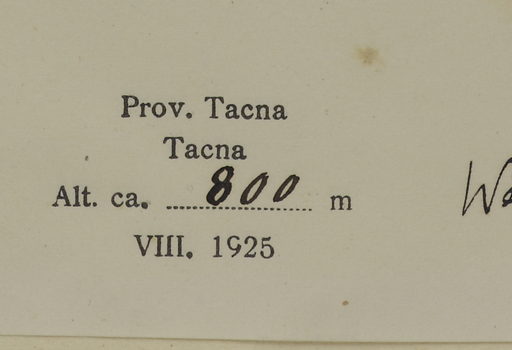 Prov. Tacna
Tacna
Alt. ca. 800 m
VIII. 1925